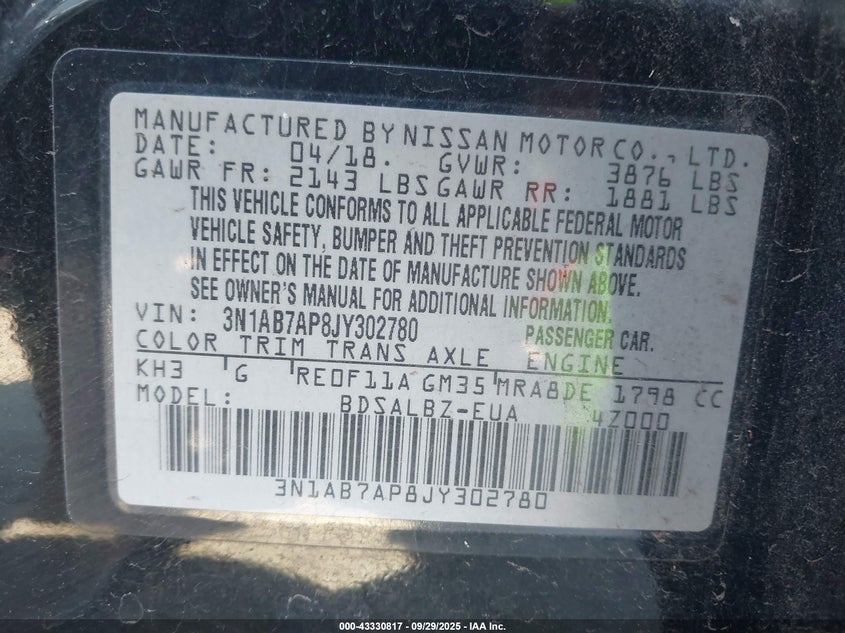 MANUFACTURED BY NISSAN MOTOR CO., LTD.
DATE: 04/18. GVWR: 3876 LBS
GAWR FR: 2143 LBS GAWR RR: 1881 LBS
THIS VEHICLE CONFORMS TO ALL APPLICABLE FEDERAL MOTOR
VEHICLE SAFETY, BUMPER AND THEFT PREVENTION STANDARDS
IN EFFECT ON THE DATE OF MANUFACTURE SHOWN ABOVE.
SEE OWNER'S MANUAL FOR ADDITIONAL INFORMATION.
VIN: 3N1AB7AP8JY302780 PASSENGER CAR.
COLOR TRIM TRANS AXLE ENGINE
KH3 G RE0F11A GM35 MRA8DE 1798 CC
MODEL: BDSALBZ-EUA 4Z000
3N1AB7AP8JY302780
000-43330817 - 09/29/2025 - IAA Inc.